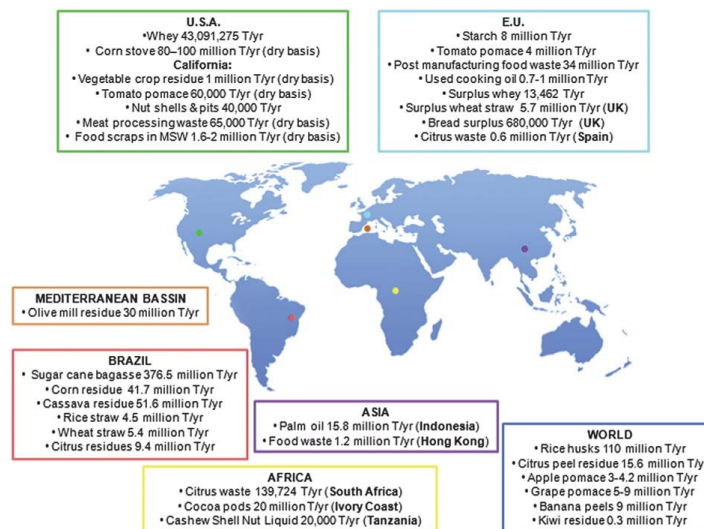 U.S.A.
•Whey 43,091,275 T/yr
•Corn stove 80–100 million T/yr (dry basis)
California:
•Vegetable crop residue 1 million T/yr (dry basis)
•Tomato pomace 60,000 T/yr (dry basis)
•Nut shells & pits 40,000 T/yr
•Meat processing waste 65,000 T/yr (dry basis)
•Food scraps in MSW 1.6-2 million T/yr (dry basis)
E.U.
•Starch 8 million T/yr
•Tomato pomace 4 million T/yr
•Post manufacturing food waste 34 million T/yr
•Used cooking oil 0.7-1 million T/yr
•Surplus whey 13,462 T/yr
•Surplus wheat straw 5.7 million T/yr (UK)
•Bread surplus 680,000 T/yr (UK)
•Citrus waste 0.6 million T/yr (Spain)
MEDITERRANEAN BASSIN
•Olive mill residue 30 million T/yr
BRAZIL
•Sugar cane bagasse 376.5 million T/yr
•Corn residue 41.7 million T/yr
•Cassava residue 51.6 million T/yr
•Rice straw 4.5 million T/yr
•Wheat straw 5.4 million T/yr
•Citrus residues 9.4 million T/yr
ASIA
•Palm oil 15.8 million T/yr (Indonesia)
•Food waste 1.2 million T/yr (Hong Kong)
AFRICA
•Citrus waste 139,724 T/yr (South Africa)
•Cocoa pods 20 million T/yr (Ivory Coast)
•Cashew Shell Nut Liquid 20,000 T/yr (Tanzania)
WORLD
•Rice husks 110 million T/yr
•Citrus peel residue 15.6 million T/y
•Apple pomace 3-4.2 million T/yr
•Grape pomace 5-9 million T/yr
•Banana peels 9 million T/yr
•Kiwi residue 0.3 million T/yr